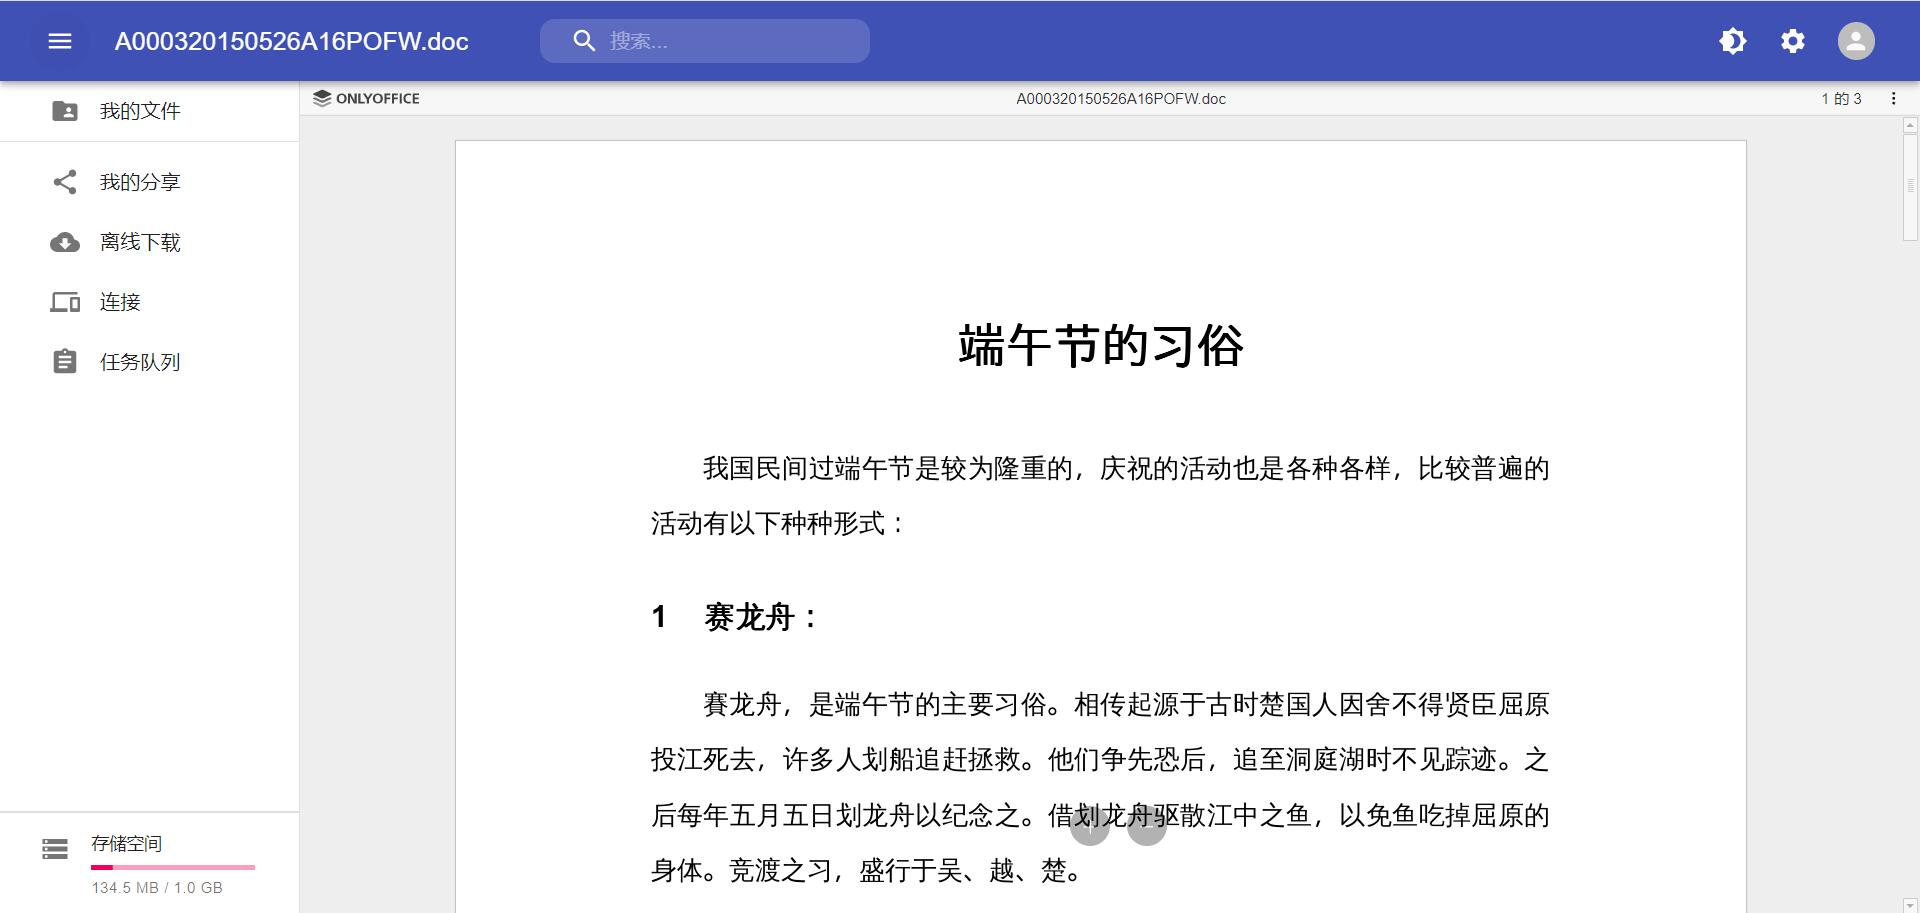 A000320150526A16POFW.doc
搜索...
我的文件
我的分享
离线下载
连接
任务队列
存储空间
134.5 MB / 1.0 GB
ONLYOFFICE
A000320150526A16POFW.doc
1 的 3
端午节的习俗
我国民间过端午节是较为隆重的，庆祝的活动也是各种各样，比较普遍的
活动有以下种种形式：
1 赛龙舟：
賽龙舟，是端午节的主要习俗。相传起源于古时楚国人因舍不得贤臣屈原
投江死去，许多人划船追赶拯救。他们争先恐后，追至洞庭湖时不见踪迹。之
后每年五月五日划龙舟以纪念之。借划龙舟驱散江中之鱼，以免鱼吃掉屈原的
身体。竞渡之习，盛行于吴、越、楚。